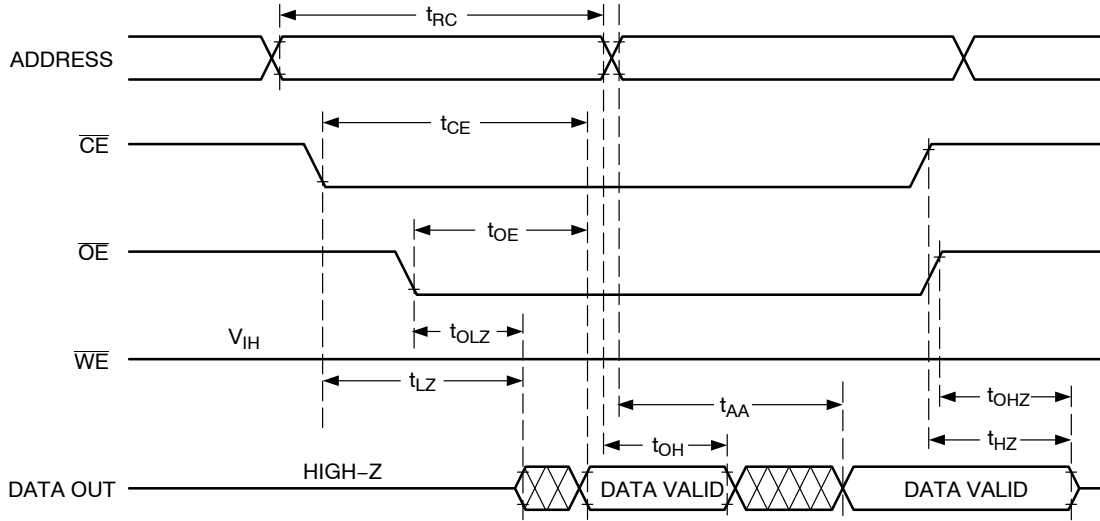 tRC
ADDRESS
tCE
CE
tOE
OE
tOLZ
VIH
WE
tLZ
tAA
tOHZ
tOH
tHZ
HIGH–Z
DATA OUT
DATA VALID
DATA VALID